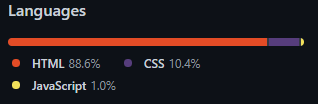 Languages
HTML 88.6% CSS 10.4%
JavaScript 1.0%